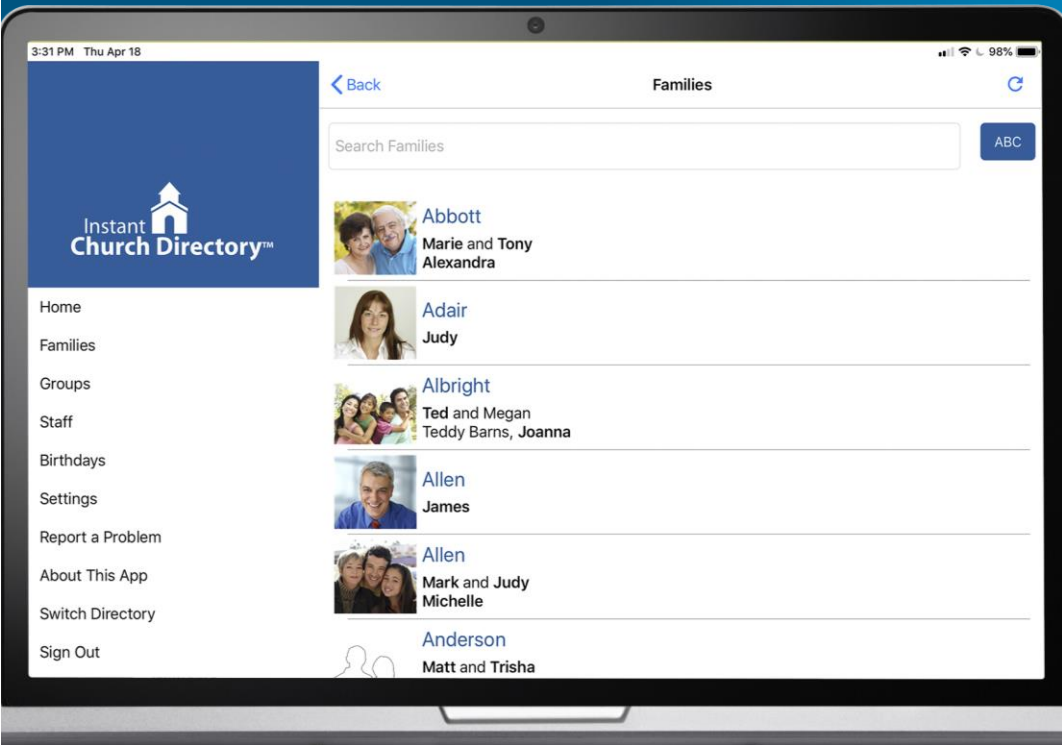 3:31 PM Thu Apr 18
98%
Instant
Church Directory™
Home
Families
Groups
Staff
Birthdays
Settings
Report a Problem
About This App
Switch Directory
Sign Out
Back
Families
Search Families
ABC
Abbott
Marie and Tony
Alexandra
Adair
Judy
Albright
Ted and Megan
Teddy Barns, Joanna
Allen
James
Allen
Mark and Judy
Michelle
Anderson
Matt and Trisha